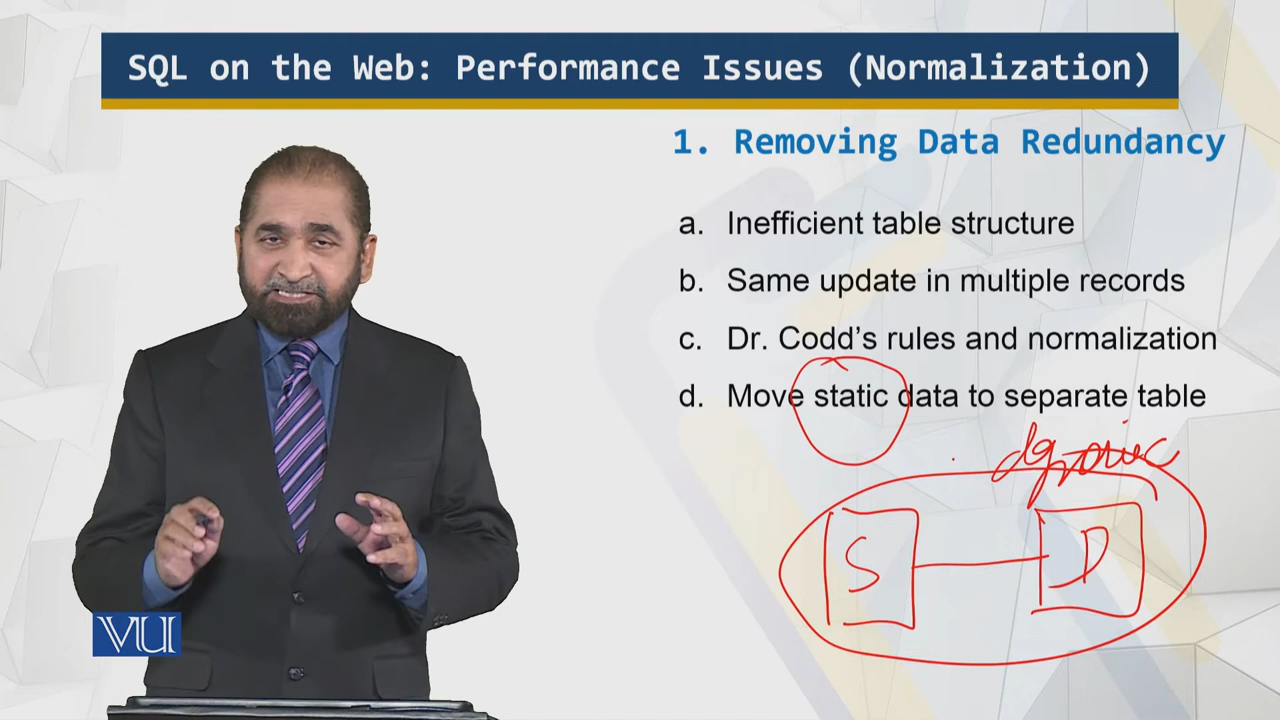 SQL on the Web: Performance Issues (Normalization)
1. Removing Data Redundancy
a. Inefficient table structure
b. Same update in multiple records
c. Dr. Codd's rules and normalization
d. Move static data to separate table
S D
VU